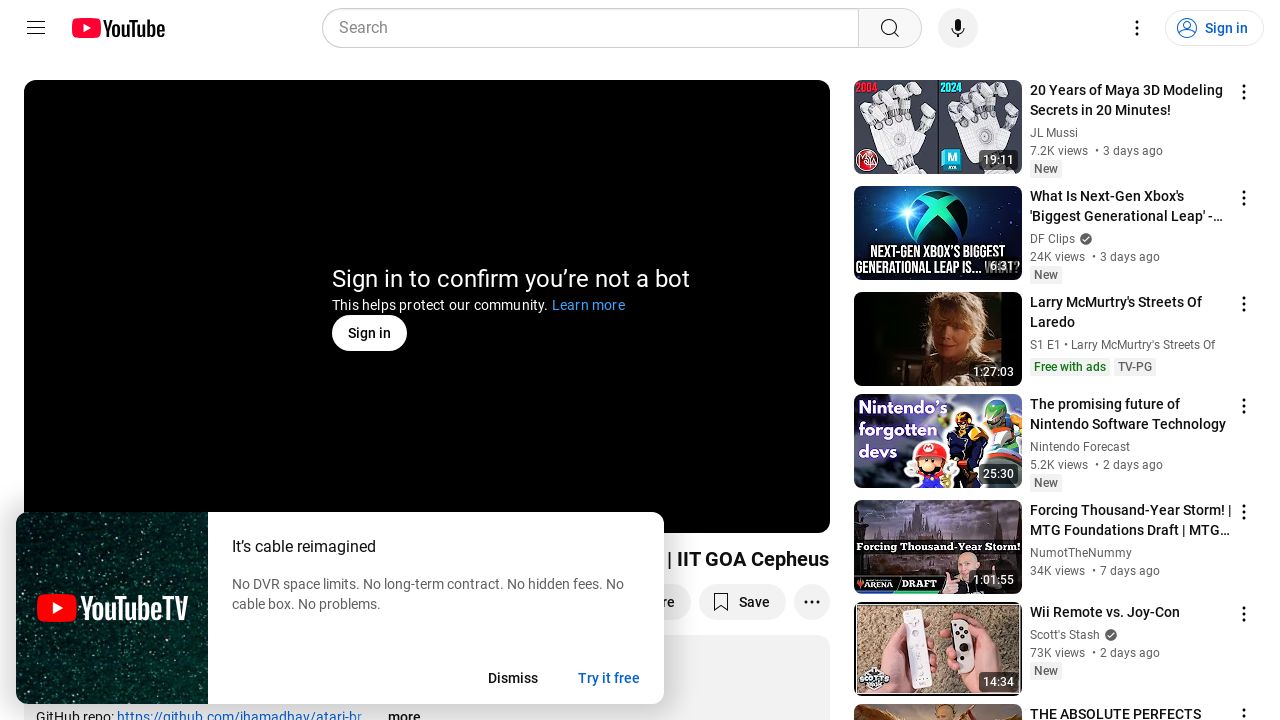 YouTube
Search
Sign in
Sign in to confirm you’re not a bot
This helps protect our community. Learn more
Sign in
| IIT GOA Cepheus
re
Save
YouTubeTV
It’s cable reimagined
No DVR space limits. No long-term contract. No hidden fees. No
cable box. No problems.
Dismiss
Try it free
GitHub repo: https://github.com/jhamadhav/atari-br
...more
2004
2024
19:11
20 Years of Maya 3D Modeling
Secrets in 20 Minutes!
JL Mussi
7.2K views • 3 days ago
New
NEXT-GEN XBOX'S BIGGEST
GENERATIONAL LEAP IS... WHAT?
6:31
What Is Next-Gen Xbox's
'Biggest Generational Leap' -…
DF Clips
24K views • 3 days ago
New
1:27:03
Larry McMurtry's Streets Of
Laredo
S1 E1 • Larry McMurtry's Streets Of
Free with ads
TV-PG
Nintendo's
forgotten
devs
25:30
The promising future of
Nintendo Software Technology
Nintendo Forecast
5.2K views • 2 days ago
New
Forcing Thousand-Year Storm!
ARENA
DRAFT
1:01:55
Forcing Thousand-Year Storm! |
MTG Foundations Draft | MTG…
NumotTheNummy
34K views • 7 days ago
SCOTT'S
14:34
Wii Remote vs. Joy-Con
Scott's Stash
73K views • 2 days ago
New
THE ABSOLUTE PERFECTS